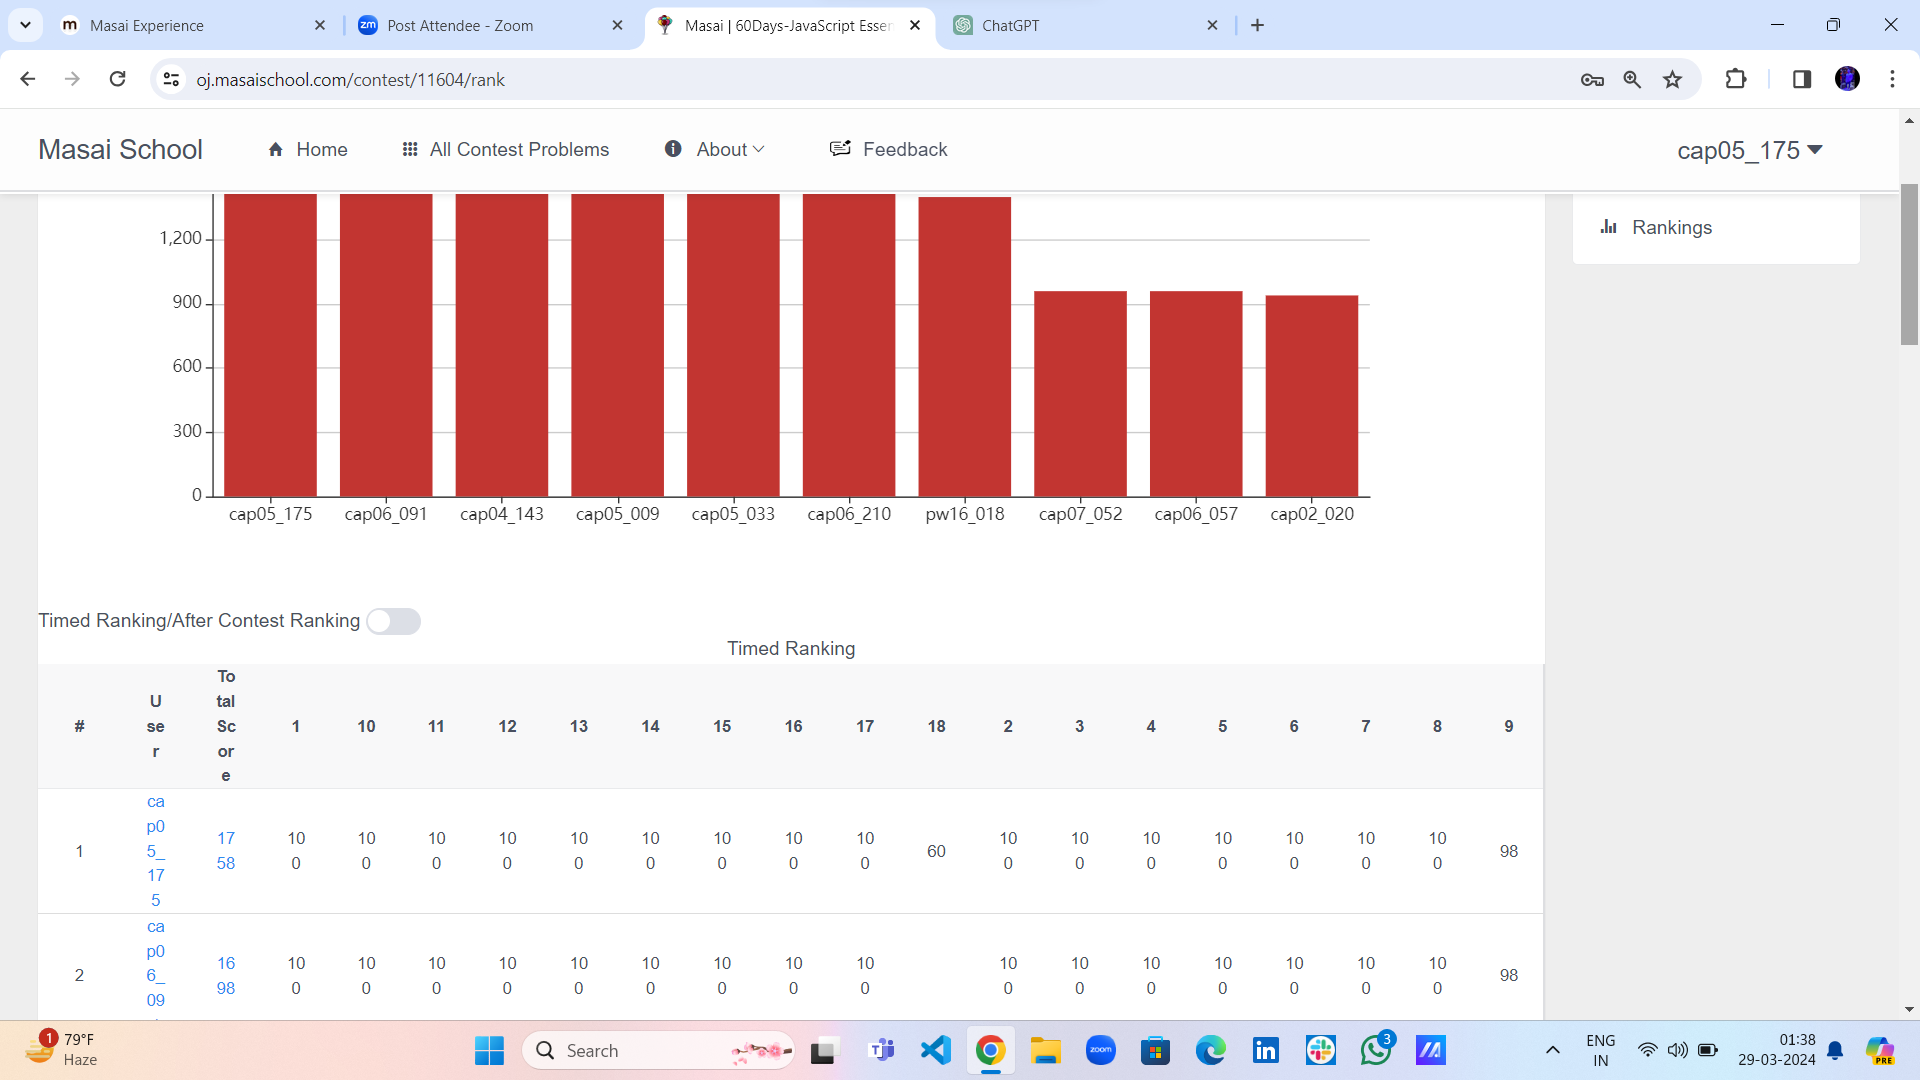 m Masai Experience
zm Post Attendee - Zoom
Masai | 60Days-JavaScript Essen
ChatGPT
oj.masaischool.com/contest/11604/rank
Masai School Home All Contest Problems About Feedback cap05_175
Rankings
1,200
900
600
300
0
cap05_175 cap06_091 cap04_143 cap05_009 cap05_033 cap06_210 pw16_018 cap07_052 cap06_057 cap02_020
Timed Ranking/After Contest Ranking
Timed Ranking
# User Total Score 1 10 11 12 13 14 15 16 17 18 2 3 4 5 6 7 8 9
1 cap05_175 1758 100 100 100 100 100 100 100 100 100 60 100 100 100 100 100 100 100 98
2 cap06_09 1698 100 100 100 100 100 100 100 100 100 100 100 100 100 100 100 100 98
1
79°F
Haze
Search
zoom
in
3
ENG
IN
01:38
29-03-2024
PRE